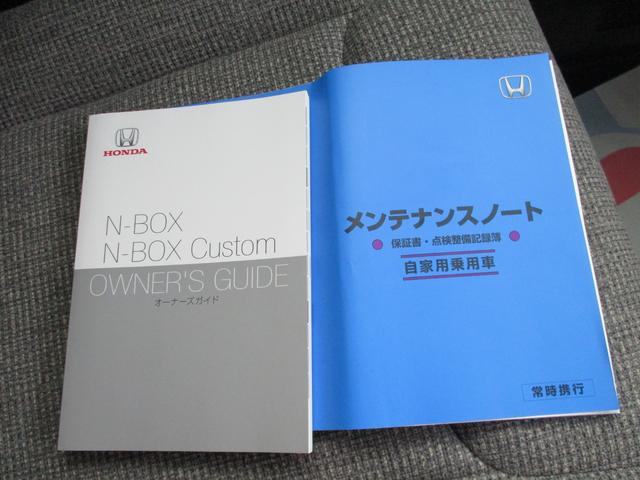 HONDA
N-BOX
N-BOX Custom
OWNER'S GUIDE
オーナーズガイド
メンテナンスノート
保証書・点検整備記録簿
自家用乗用車
常時携行